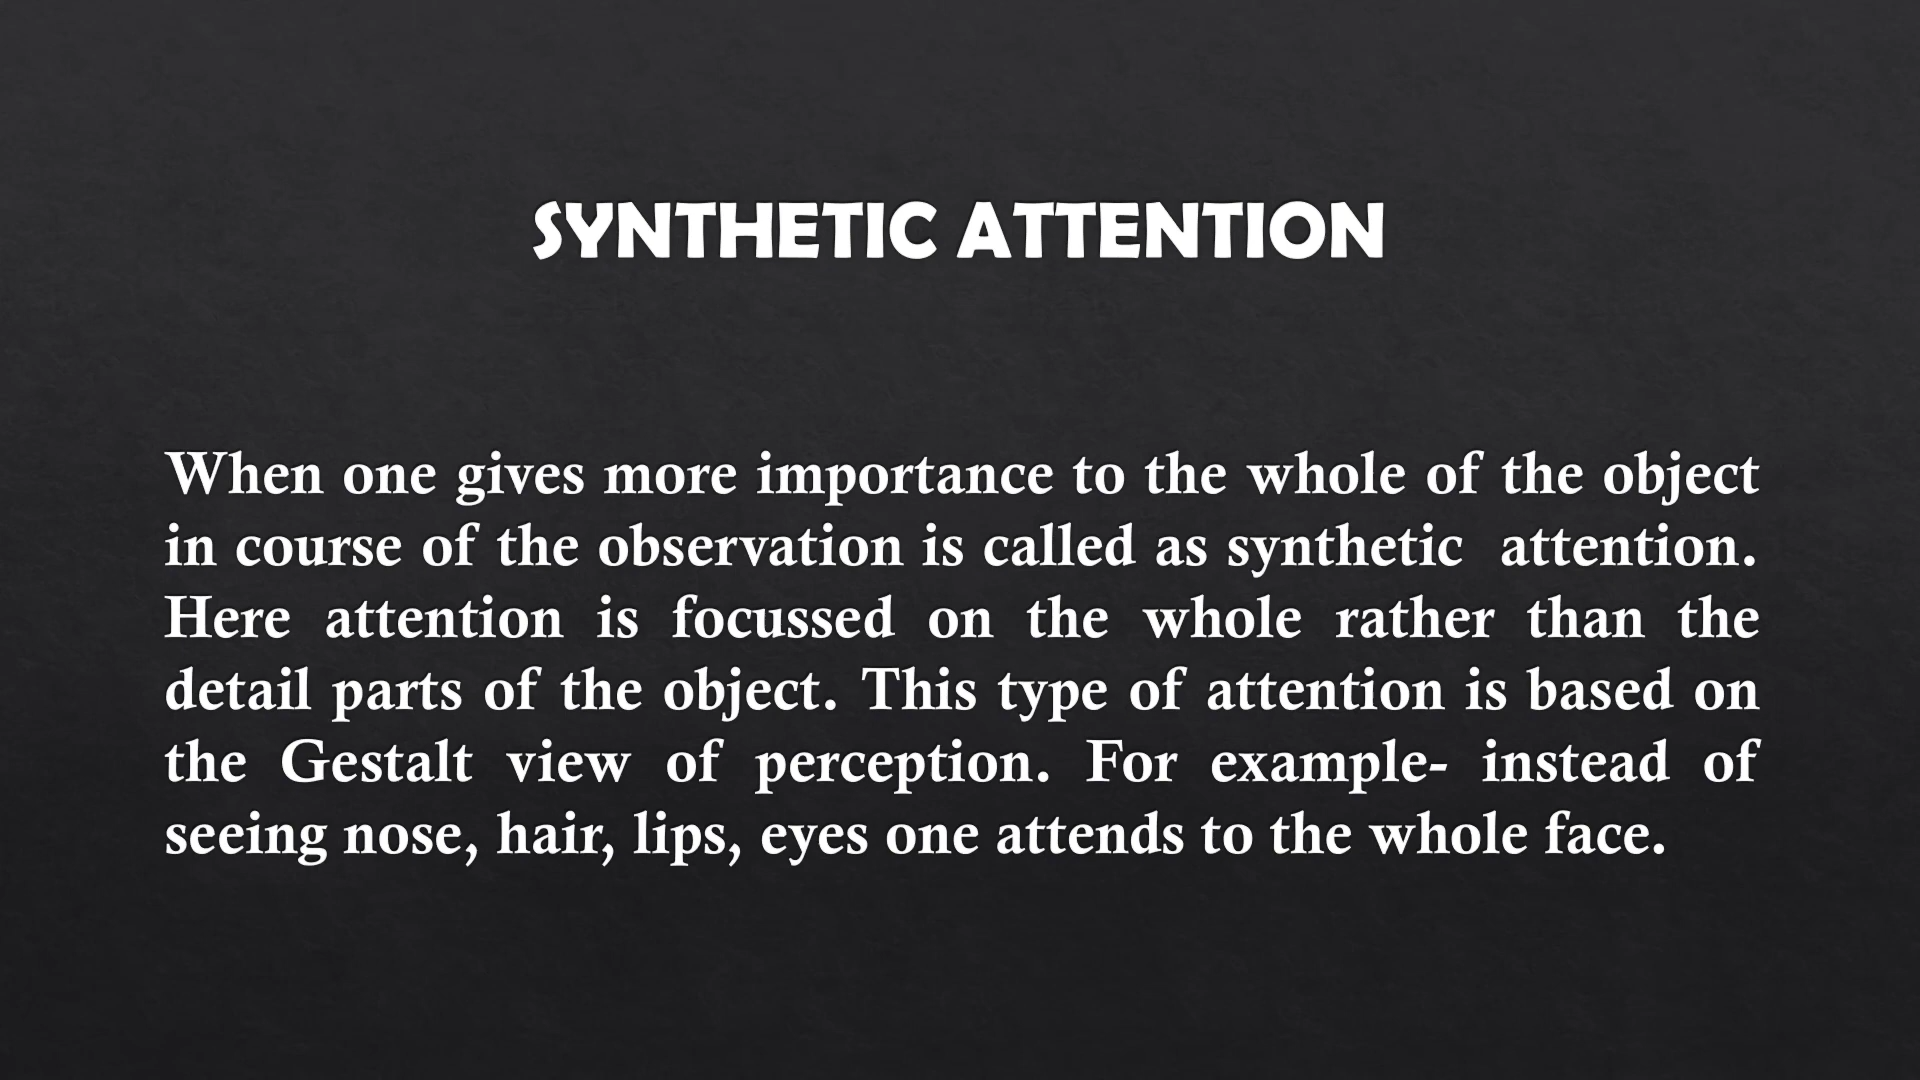 SYNTHETIC ATTENTION
When one gives more importance to the whole of the object
in course of the observation is called as synthetic attention.
Here attention is focussed on the whole rather than the
detail parts of the object. This type of attention is based on
the Gestalt view of perception. For example- instead of
seeing nose, hair, lips, eyes one attends to the whole face.